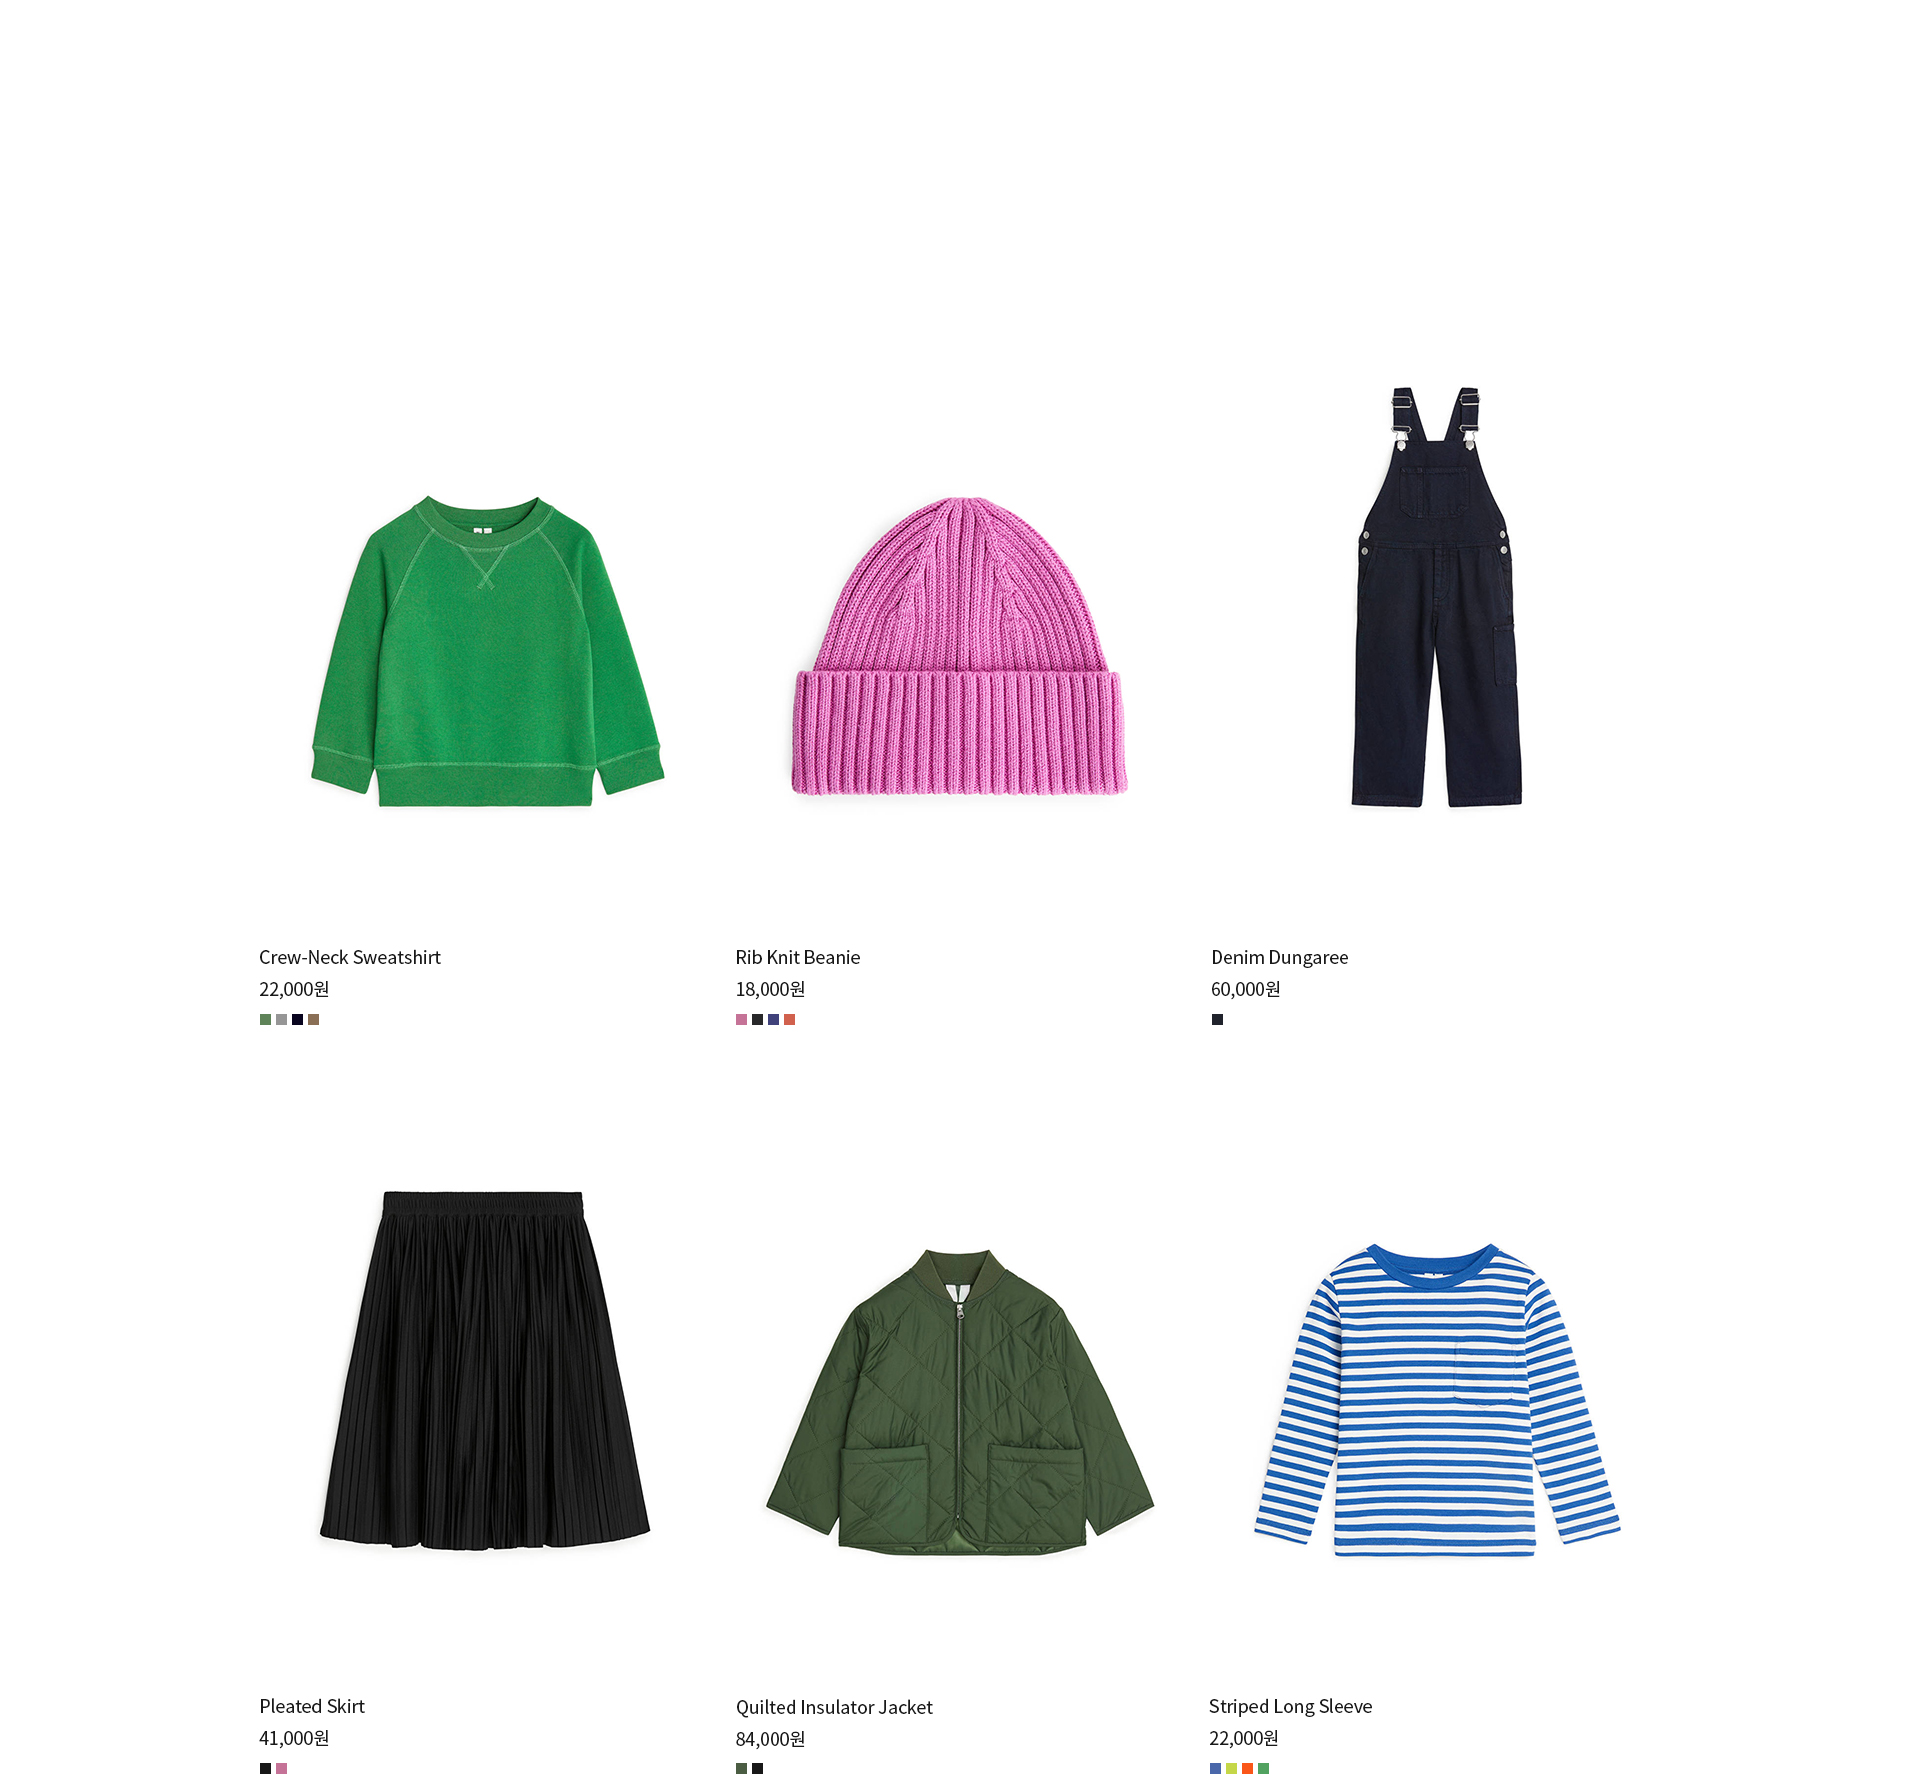 Crew-Neck Sweatshirt
22,000원
Rib Knit Beanie
18,000원
Denim Dungaree
60,000원
Pleated Skirt
41,000원
Quilted Insulator Jacket
84,000원
Striped Long Sleeve
22,000원